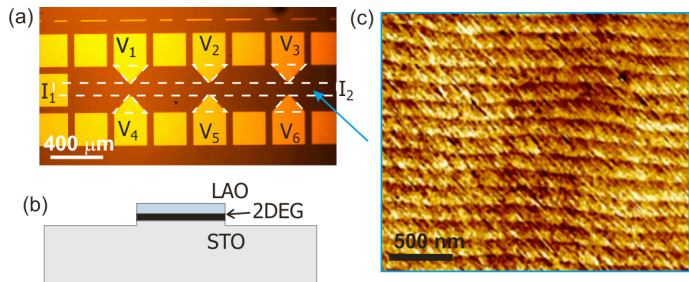 (a)
V1 V2 V3
I1 I2
V4 V5 V6
400 μm
(b)
LAO
2DEG
STO
(c)
500 nm